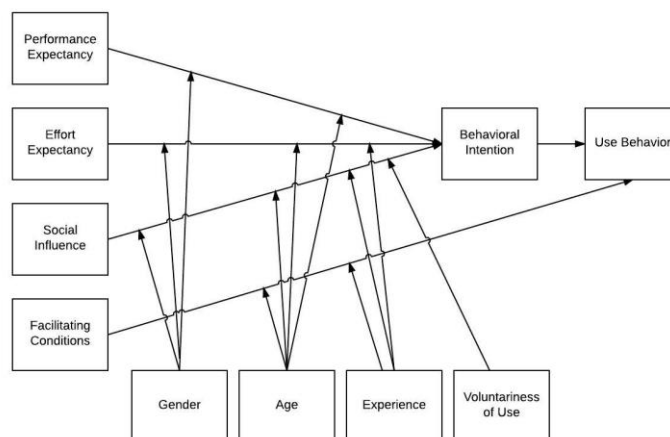 Performance
Expectancy
Effort
Expectancy
Behavioral
Intention
Use Behavior
Social
Influence
Facilitating
Conditions
Gender
Age
Experience
Voluntariness
of Use